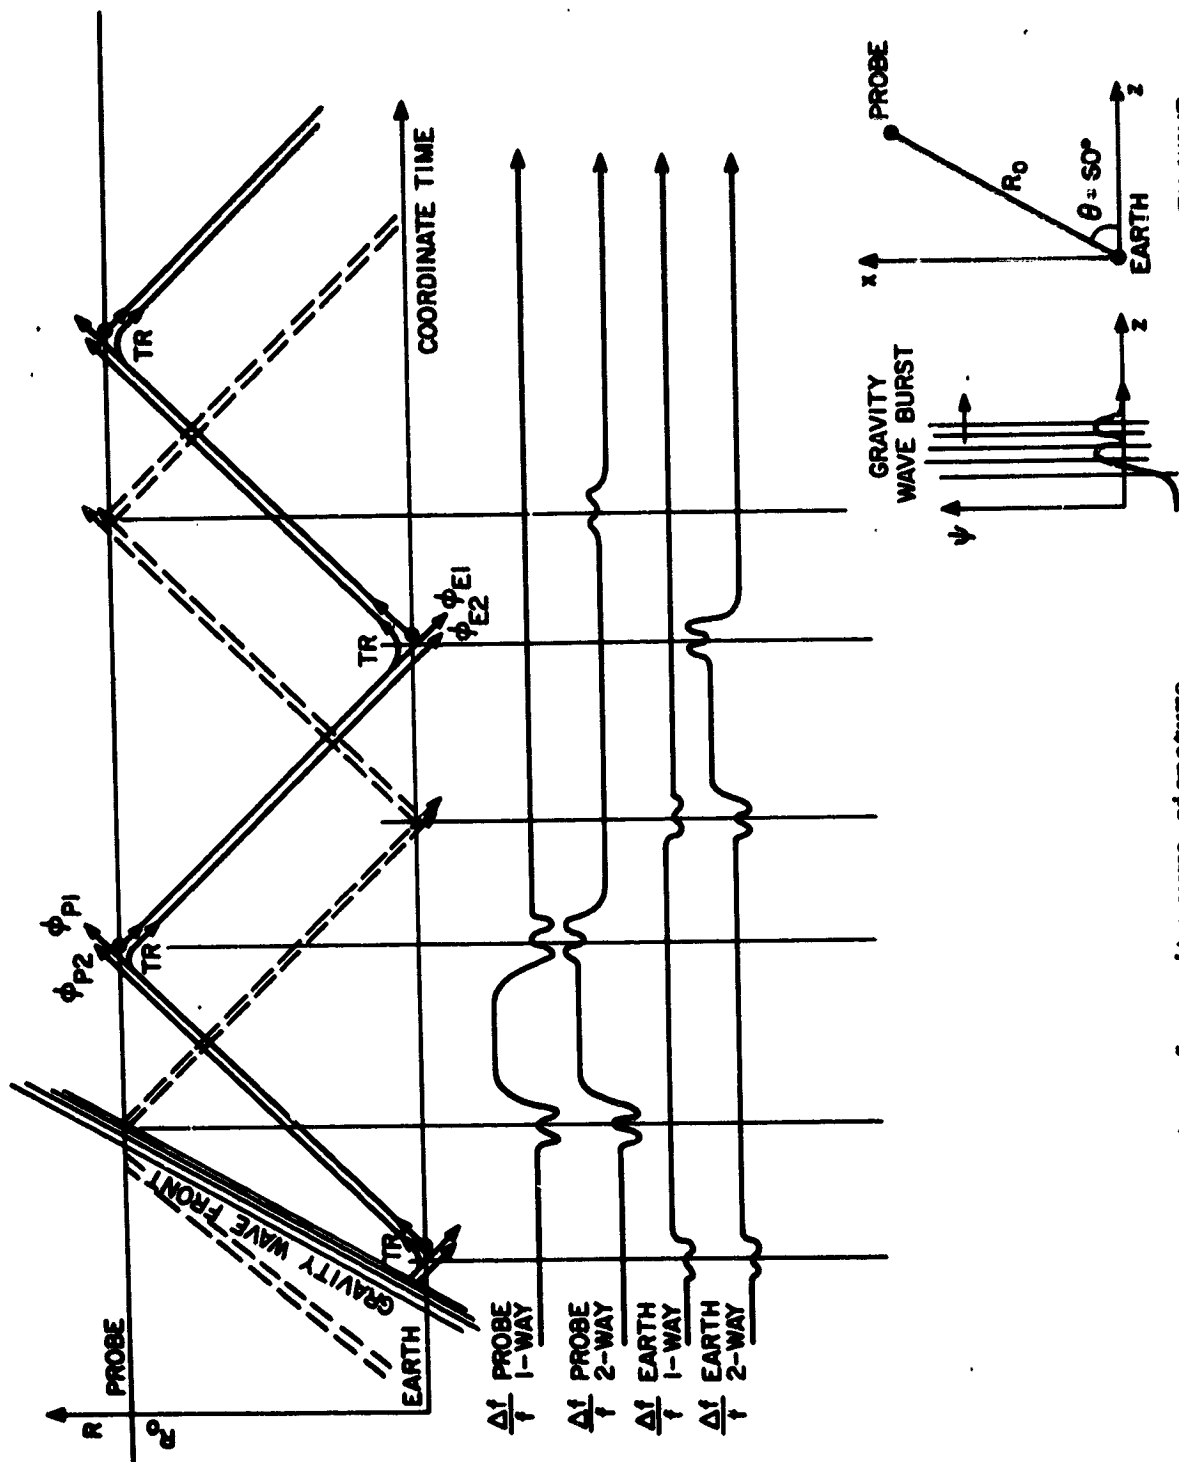 R
R₀
PROBE
EARTH
GRAVITY WAVE FRONT
TR
TR
TR
TR
ϕP2
ϕP1
ϕE2
ϕE1
COORDINATE TIME
Δf/f PROBE
1-WAY
Δf/f PROBE
2-WAY
Δf/f EARTH
1-WAY
Δf/f EARTH
2-WAY
GRAVITY
WAVE BURST
ψ
Z
X
PROBE
R₀
θ = 50°
EARTH
Z